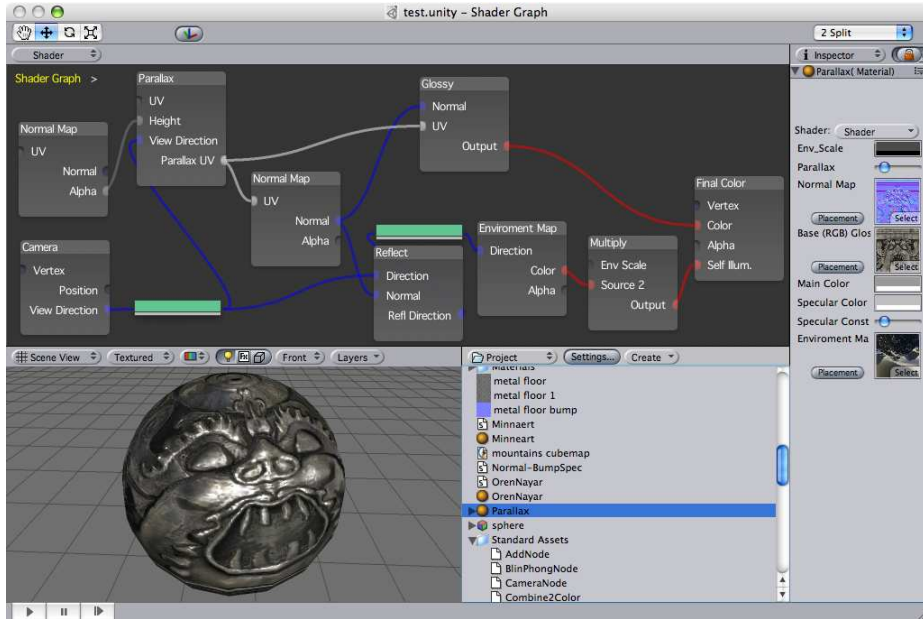 test.unity – Shader Graph
2 Split
Shader
Inspector
Shader Graph >
Parallax( Material)
Parallax
UV
Height
View Direction
Parallax UV
Normal Map
UV
Normal
Alpha
Glossy
Normal
UV
Output
Normal Map
UV
Normal
Alpha
Final Color
Vertex
Color
Alpha
Self Illum.
Camera
Vertex
Position
View Direction
Reflect
Direction
Normal
Refl Direction
Enviroment Map
Direction
Color
Alpha
Multiply
Env Scale
Source 2
Output
Shader: Shader
Env_Scale
Parallax
Normal Map
Placement Select
Base (RGB) Glos
Placement Select
Main Color
Specular Color
Specular Const
Enviroment Ma
Placement Select
Scene View Textured Fx Front Layers
Project Settings... Create
Materials
metal floor
metal floor 1
metal floor bump
Minnaert
Minneart
mountains cubemap
Normal-BumpSpec
OrenNayar
OrenNayar
Parallax
sphere
Standard Assets
AddNode
BlinPhongNode
CameraNode
Combine2Color